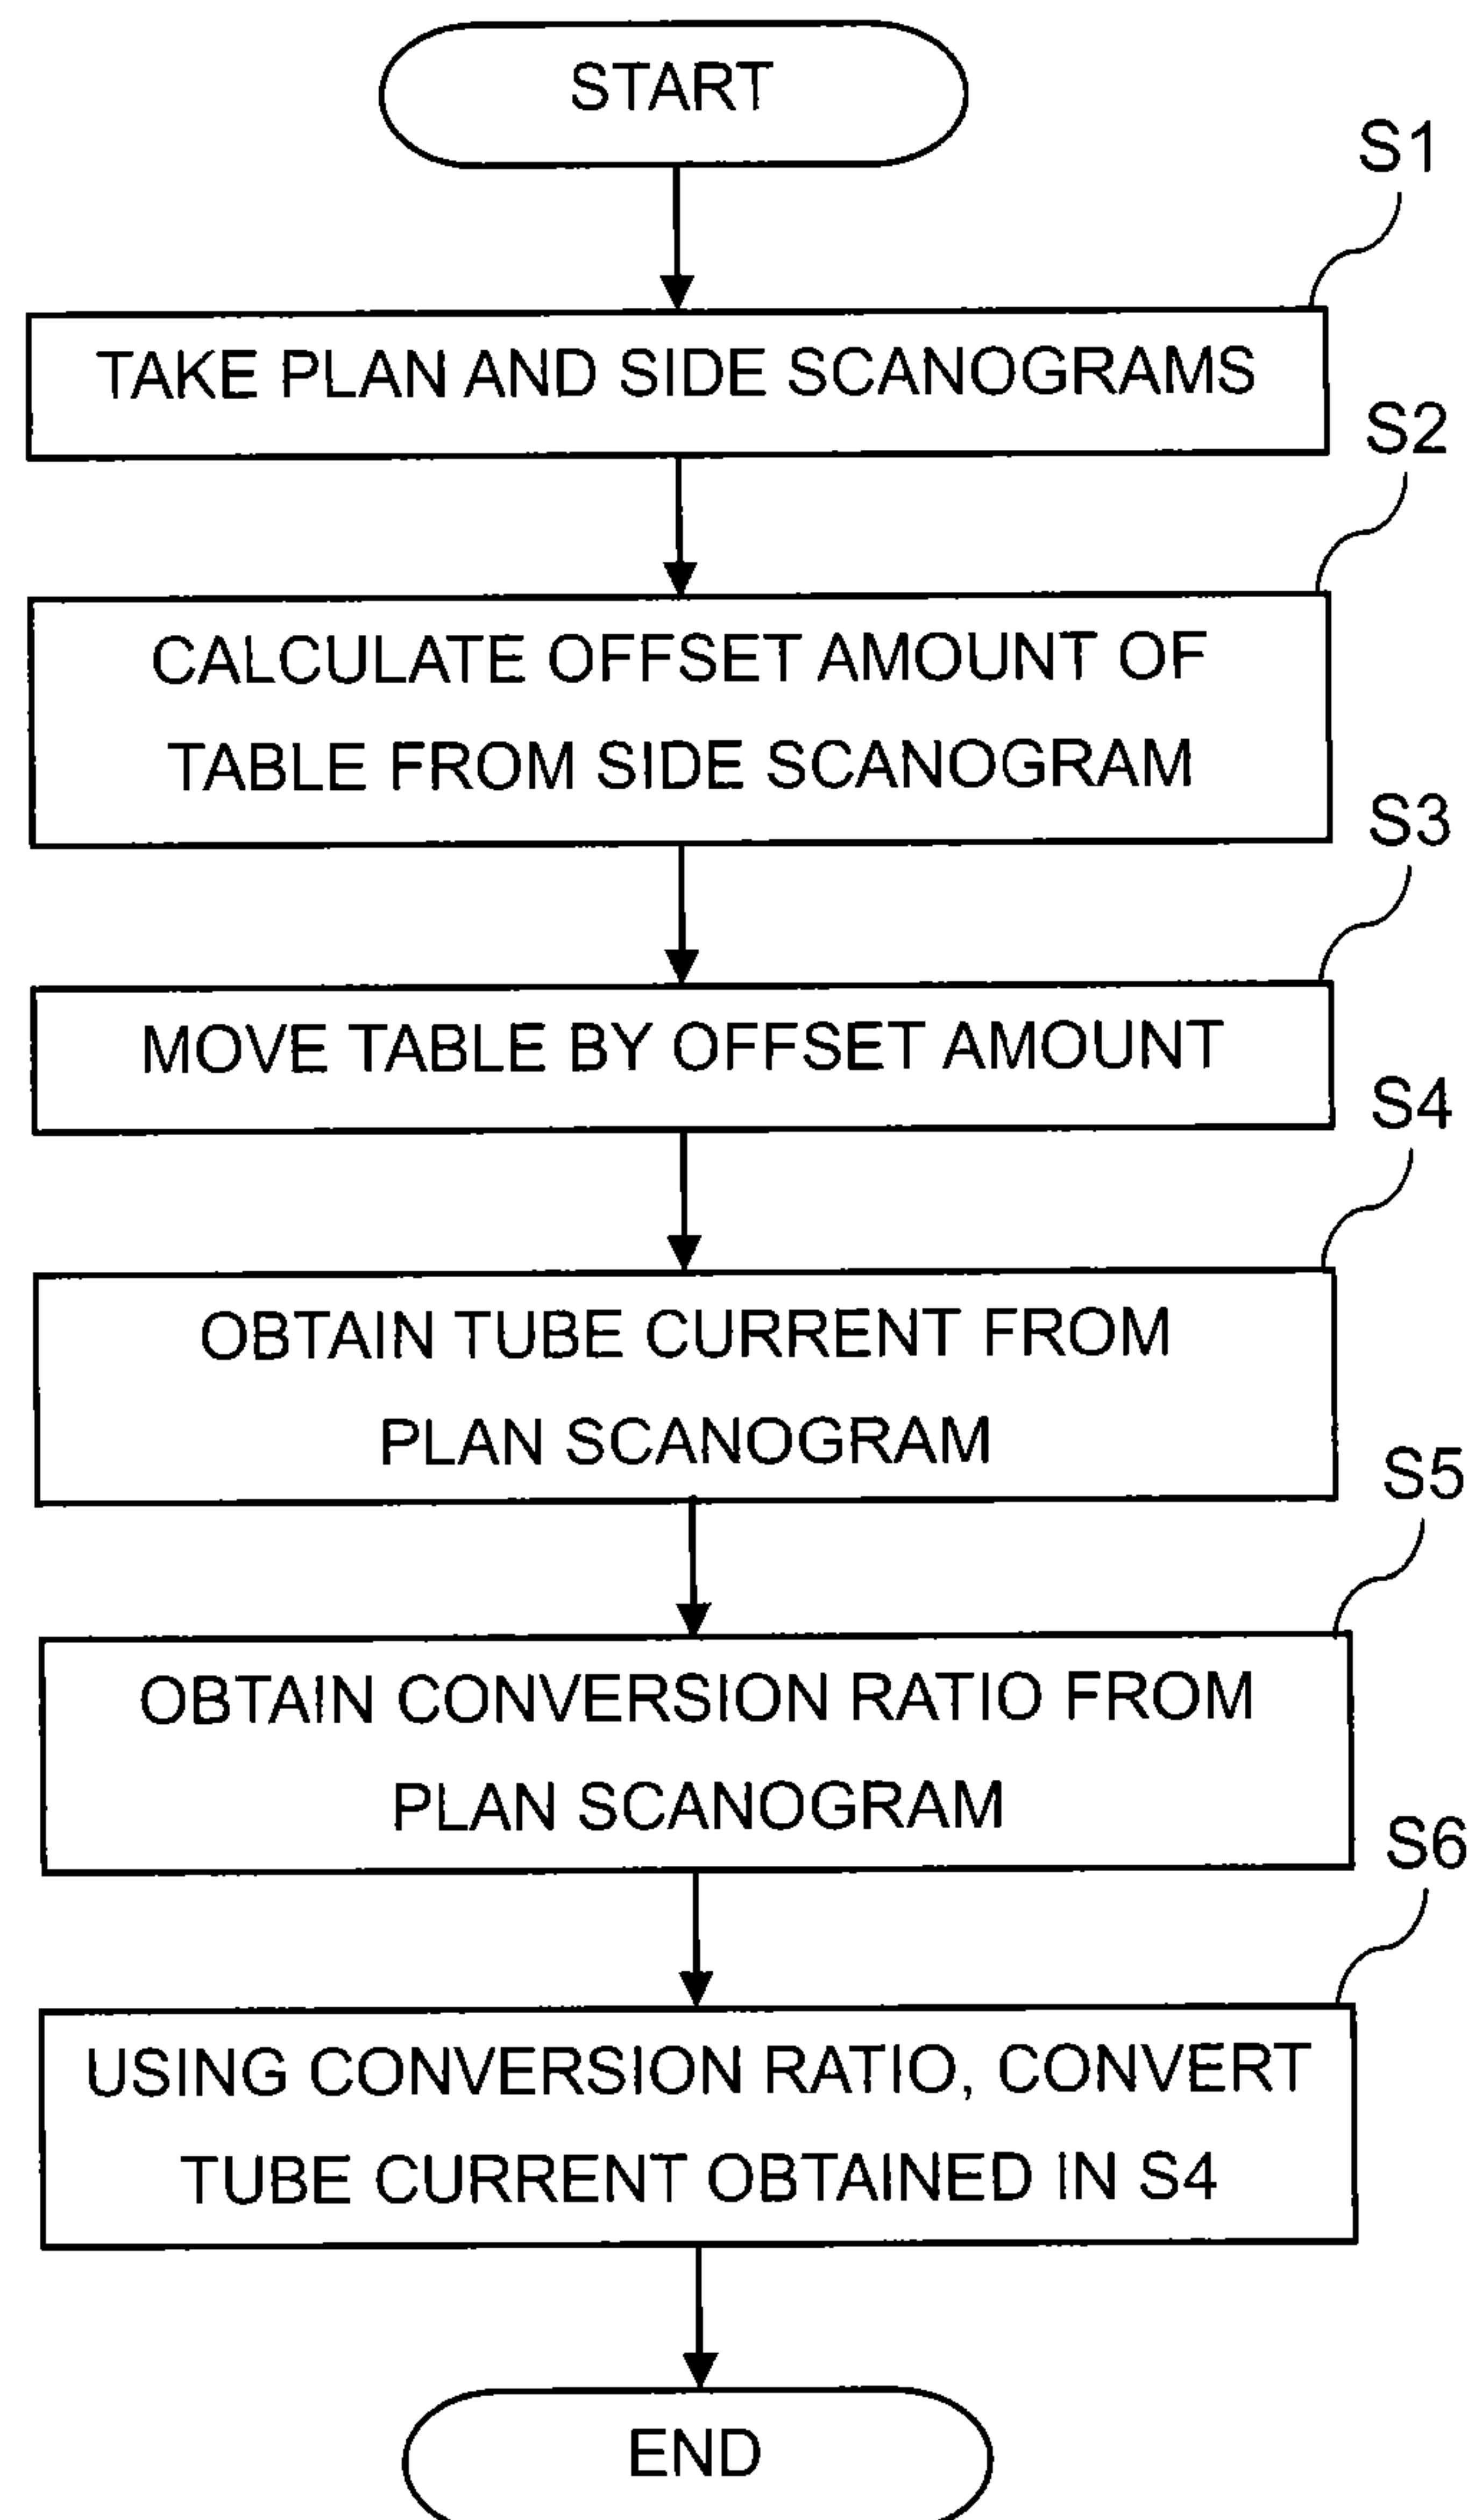 START
S1
TAKE PLAN AND SIDE SCANOGRAMS
S2
CALCULATE OFFSET AMOUNT OF
TABLE FROM SIDE SCANOGRAM
S3
MOVE TABLE BY OFFSET AMOUNT
S4
OBTAIN TUBE CURRENT FROM
PLAN SCANOGRAM
S5
OBTAIN CONVERSION RATIO FROM
PLAN SCANOGRAM
S6
USING CONVERSION RATIO, CONVERT
TUBE CURRENT OBTAINED IN S4
END